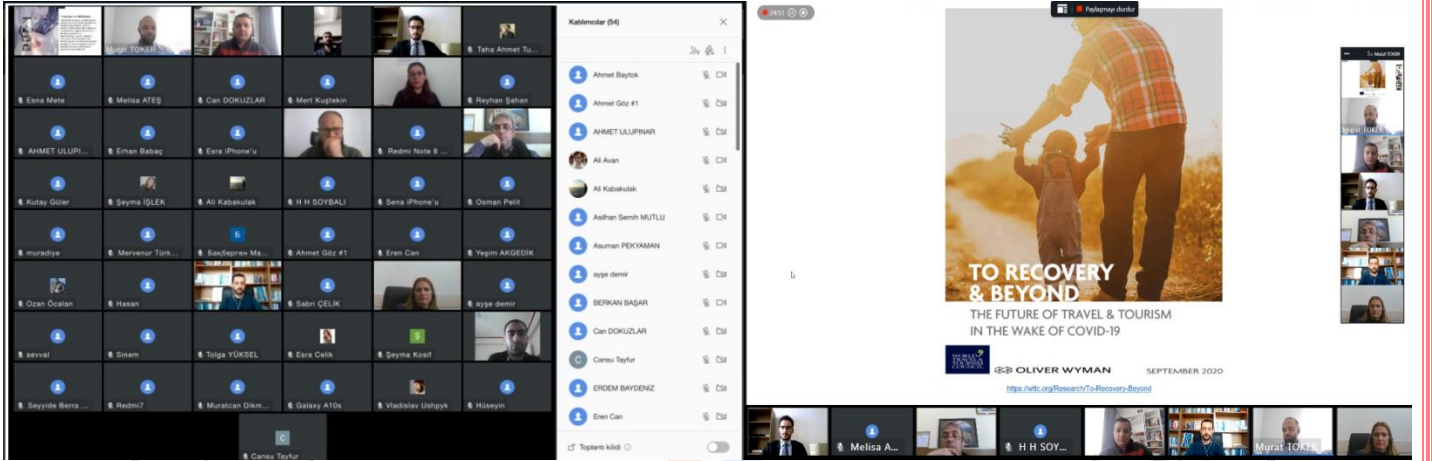 Murat TOKER
Taha Ahmet Tu...
Esna Mete
Melisa ATEŞ
Can DOKUZLAR
Mert Kuştekin
Reyhan Şahan
AHMET ULUPI...
Erhan Babaç
Esra iPhone'u
Redmi Note 8 ...
Kutay Güler
Şeyma İŞLEK
Ali Kabakulak
H H SOYBALI
Sena iPhone'u
Osman Pelit
muradiye
Mervenur Türk...
Б
Бақберген Ма...
Ahmet Göz #1
Eren Can
Yeşim AKGEDİK
Ozan Öcalan
Hasan
Sabri ÇELİK
ayşe demir
sevval
Sinem
Tolga YÜKSEL
Esra Celik
Ş
Şeyma Kosif
Seyyide Berra ...
Redmi7
Muratcan Dikm...
Galaxy A10s
Vladislav Ushpyk
Hüseyin
C
Cansu Tayfur
Katılımcılar (54)
Ahmet Baytok
Ahmet Göz #1
AHMET ULUPINAR
Ali Avan
Ali Kabakulak
Aslıhan Semih MUTLU
Asuman PEKYAMAN
ayşe demir
BERKAN BAŞAR
Can DOKUZLAR
C Cansu Tayfur
ERDEM BAYDENİZ
Eren Can
Toplantı kilidi
Paylaşmayı durdur
Murat TOKER
TO RECOVERY
& BEYOND
THE FUTURE OF TRAVEL & TOURISM
IN THE WAKE OF COVID-19
WORLD
TRAVEL &
TOURISM
COUNCIL
OLIVER WYMAN
SEPTEMBER 2020
https://wttc.org/Research/To-Recovery-Beyond
Melisa A...
H H SOY...
Murat TOKER